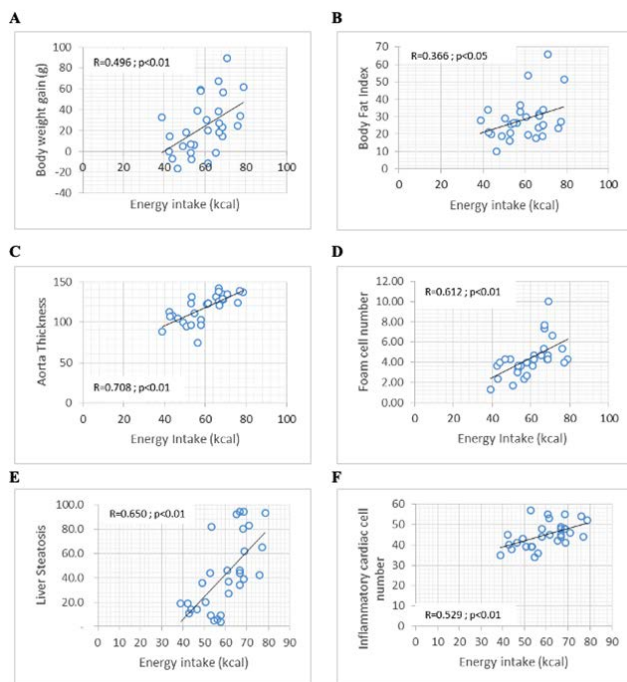 A
R=0.496 ; p<0.01
Body weight gain (g)
100
80
60
40
20
0
-20
-40
0 20 40 60 80 100
Energy intake (kcal)
B
R=0.366 ; p<0.05
Body Fat Index
70
60
50
40
30
20
10
0
0 20 40 60 80 100
Energy intake (kcal)
C
Aorta Thickness
150
100
50
0
R=0.708 ; p<0.01
0 20 40 60 80 100
Energy Intake (kcal)
D
R=0.612 ; p<0.01
Foam cell number
12.00
10.00
8.00
6.00
4.00
2.00
0.00
0 20 40 60 80 100
Energy Intake (kcal)
E
R=0.650 ; p<0.01
Liver Steatosis
100.0
80.0
60.0
40.0
20.0
-
0 10 20 30 40 50 60 70 80 90
Energy intake (kcal)
F
Inflammatory cardiac cell
number
60
50
40
30
20
10
0
R=0.529 ; p<0.01
0 10 20 30 40 50 60 70 80 90
Energy intake (kcal)